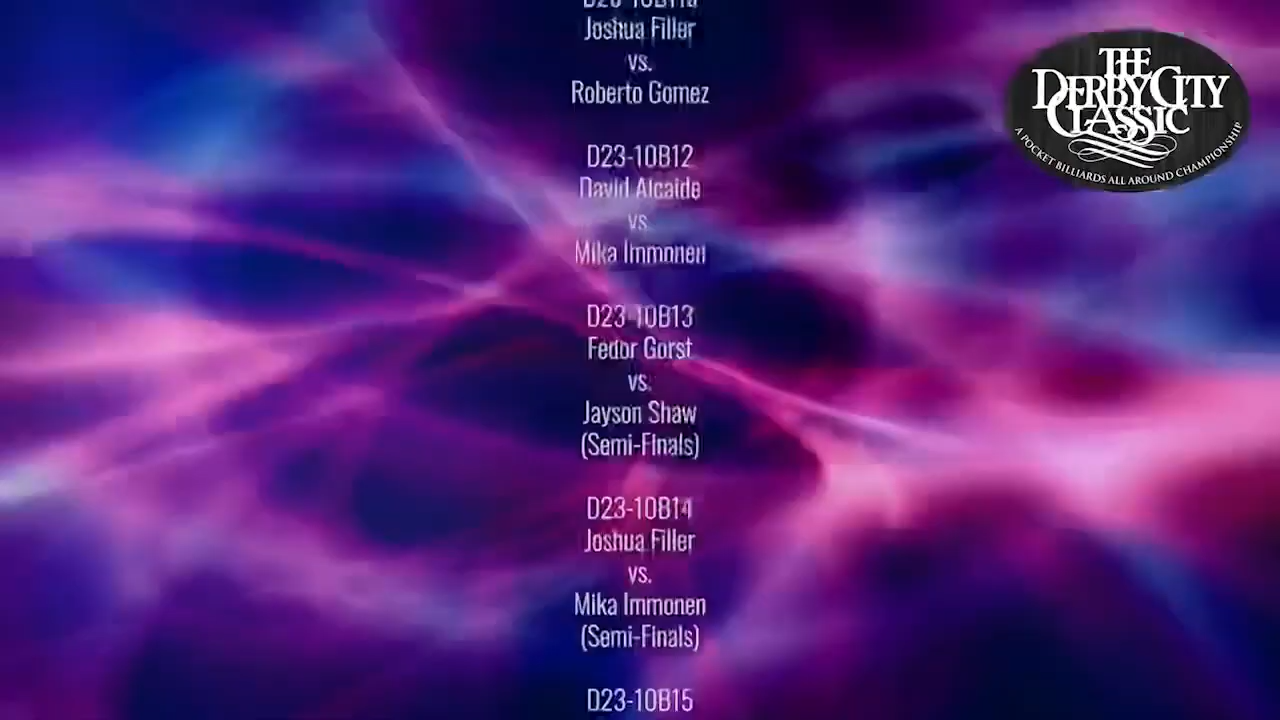 Joshua Filler
vs.
Roberto Gomez
D23-10B12
David Alcaide
vs.
Mika Immonen
D23-10B13
Fedor Gorst
vs.
Jayson Shaw
(Semi-Finals)
D23-10B14
Joshua Filler
vs.
Mika Immonen
(Semi-Finals)
D23-10B15
THE
DERBY CITY
CLASSIC
A POCKET BILLIARDS ALL AROUND CHAMPIONSHIP